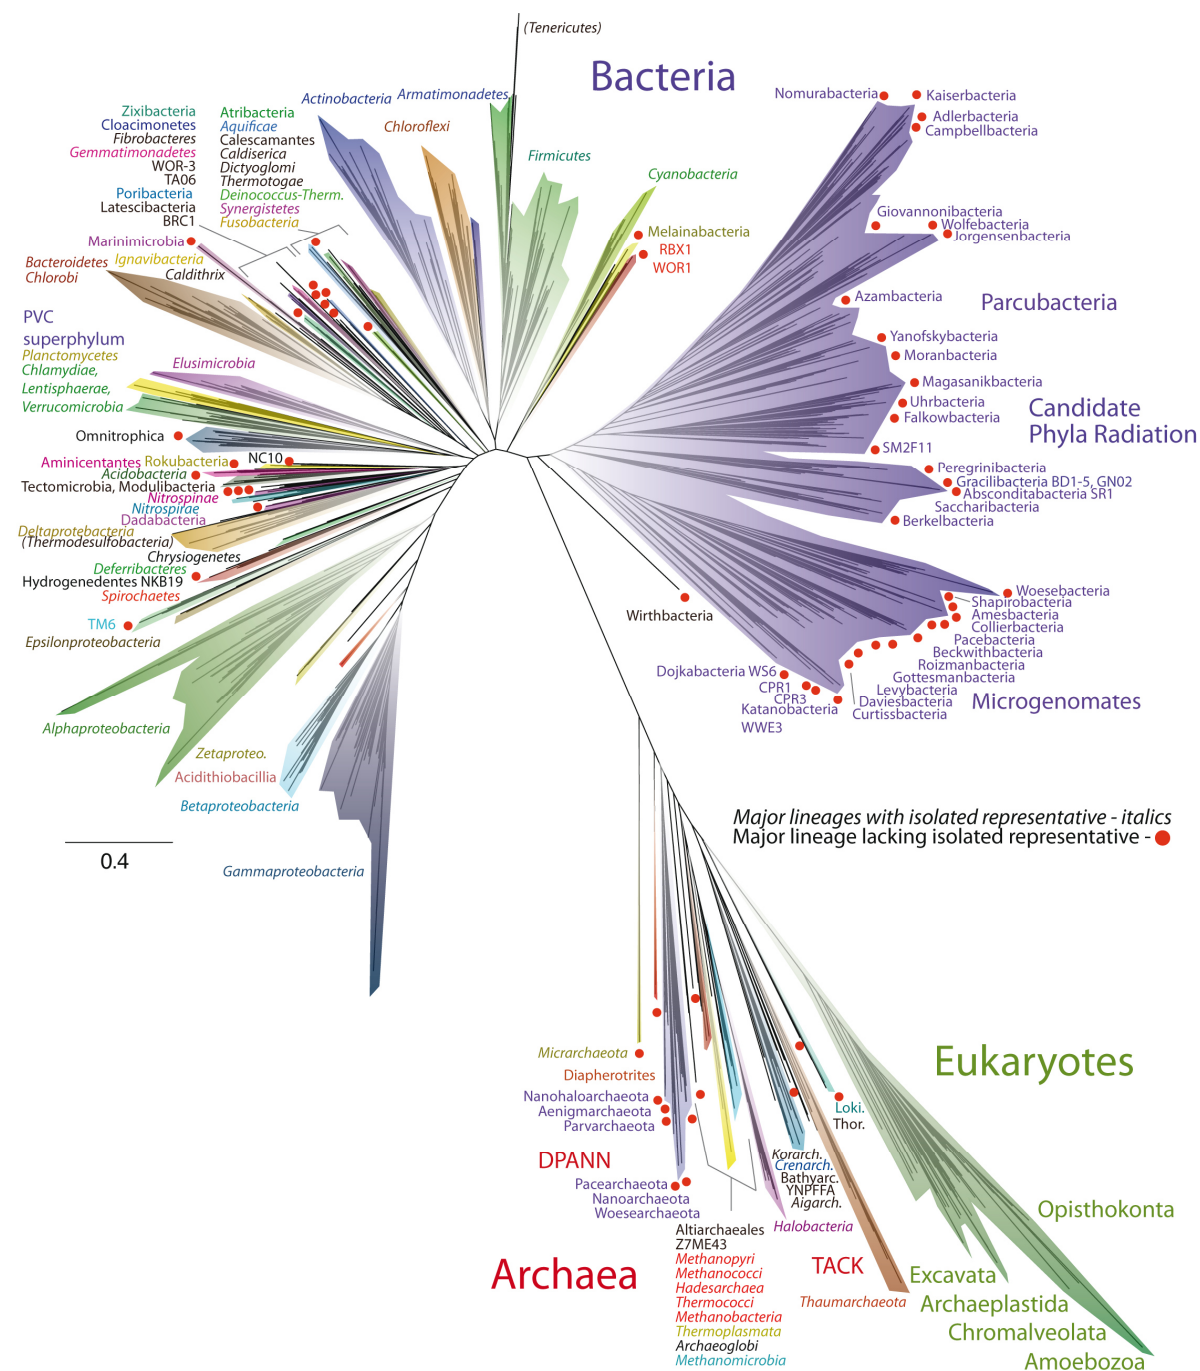 (Tenericutes)
Bacteria
Actinobacteria
Armatimonadetes
Zixibacteria
Cloacimonetes
Fibrobacteres
Gemmatimonadetes
WOR-3
TA06
Poribacteria
Latescibacteria
BRC1
Atribacteria
Aquificae
Calescamantes
Caldiserica
Dictyoglomi
Thermotogae
Deinococcus-Therm.
Synergistetes
Fusobacteria
Chloroflexi
Firmicutes
Cyanobacteria
Melainabacteria
RBX1
WOR1
Nomurabacteria
Kaiserbacteria
Adlerbacteria
Campbellbacteria
Giovannonibacteria
Wolfebacteria
Jorgensenbacteria
Azambacteria
Parcubacteria
Yanofskybacteria
Moranbacteria
Magasanikbacteria
Uhrbacteria
Falkowbacteria
Candidate
Phyla Radiation
SM2F11
Peregrinibacteria
Gracilibacteria BD1-5, GN02
Absconditabacteria SR1
Saccharibacteria
Berkelbacteria
Marinimicrobia
Bacteroidetes
Ignavibacteria
Chlorobi
Caldithrix
PVC
superphylum
Planctomycetes
Chlamydiae,
Lentisphaerae,
Verrucomicrobia
Elusimicrobia
Omnitrophica
Aminicentantes
Rokubacteria
NC10
Acidobacteria
Tectomicrobia, Modulibacteria
Nitrospinae
Nitrospirae
Dadabacteria
Deltaprotebacteria
(Thermodesulfobacteria)
Chrysiogenetes
Deferribacteres
Hydrogenedentes NKB19
Spirochaetes
TM6
Epsilonproteobacteria
Wirthbacteria
Woesebacteria
Shapirobacteria
Amesbacteria
Collierbacteria
Pacebacteria
Beckwithbacteria
Roizmanbacteria
Gottesmanbacteria
Levybacteria
Daviesbacteria
Curtissbacteria
Microgenomates
Dojkabacteria WS6
CPR1
CPR3
Katanobacteria
WWE3
Alphaproteobacteria
Zetaproteo.
Acidithiobacillia
Betaproteobacteria
0.4
Gammaproteobacteria
Major lineages with isolated representative - italics
Major lineage lacking isolated representative -
Micrarchaeota
Diapherotrites
Nanohaloarchaeota
Aenigmarchaeota
Parvarchaeota
DPANN
Pacearchaeota
Nanoarchaeota
Woesearchaeota
Eukaryotes
Loki.
Thor.
Korarch.
Crenarch.
Bathyarc.
YNPFFA
Aigarch.
Halobacteria
Altiarchaeales
Z7ME43
Methanopyri
Methanococci
Hadesarchaea
Thermococci
Methanobacteria
Thermoplasmata
Archaeoglobi
Methanomicrobia
Archaea
TACK
Thaumarchaeota
Opisthokonta
Excavata
Archaeplastida
Chromalveolata
Amoebozoa